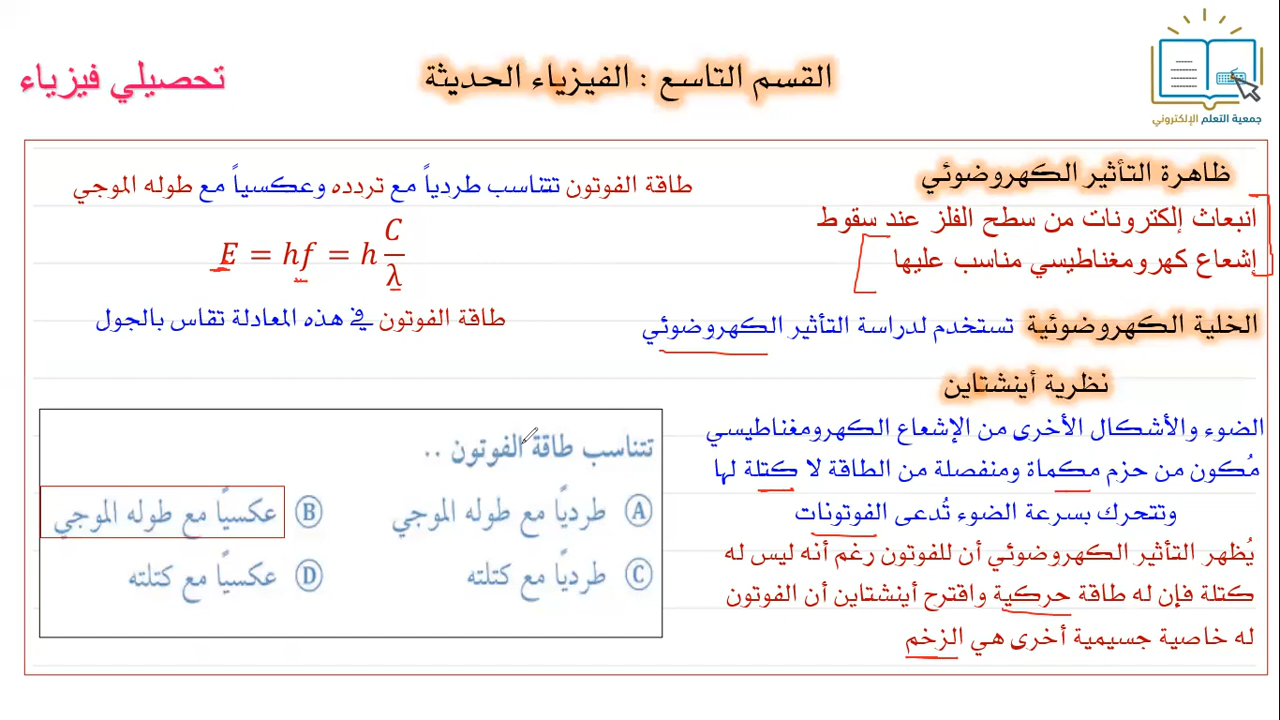 القسم التاسع : الفيزياء الحديثة
تحصيلي فيزياء
جمعية التعلم الإلكتروني
ظاهرة التأثير الكهروضوئي
انبعاث إلكترونات من سطح الفلز عند سقوط
إشعاع كهرومغناطيسي مناسب عليها
الخلية الكهروضوئية تستخدم لدراسة التأثير الكهروضوئي
نظرية أينشتاين
الضوء والأشكال الأخرى من الإشعاع الكهرومغناطيسي
مُكون من حزم مكماة ومنفصلة من الطاقة لا كتلة لها
وتتحرك بسرعة الضوء تُدعى الفوتونات
يُظهر التأثير الكهروضوئي أن للفوتون رغم أنه ليس له
كتلة فإن له طاقة حركية واقترح أينشتاين أن الفوتون
له خاصية جسيمية أخرى هي الزخم
طاقة الفوتون تتناسب طردياً مع تردده وعكسياً مع طوله الموجي
E = hf = h C/λ
طاقة الفوتون في هذه المعادلة تقاس بالجول
تتناسب طاقة الفوتون ..
A طرديًا مع طوله الموجي
B عكسيًا مع طوله الموجي
C طرديًا مع كتلته
D عكسيًا مع كتلته